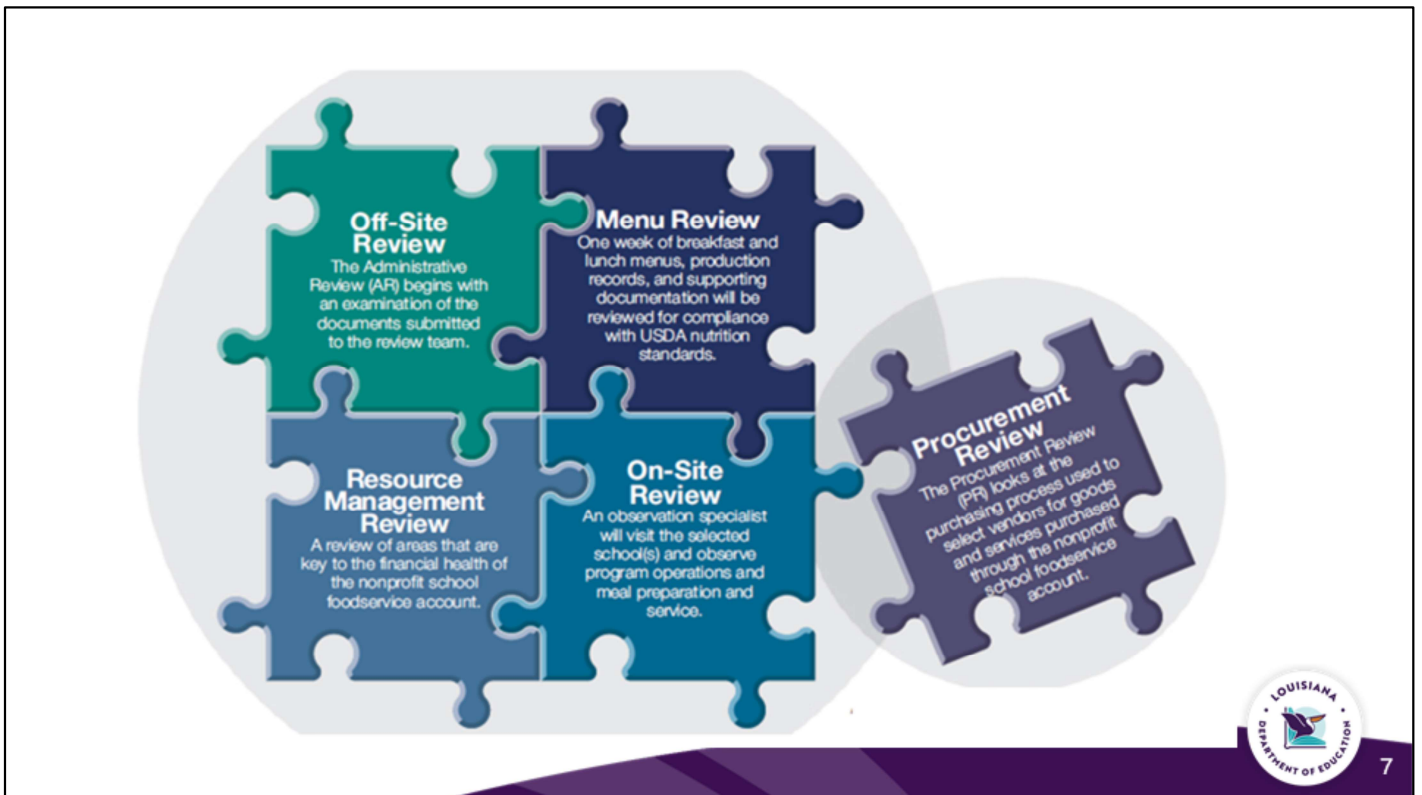 Off-Site
Review
The Administrative
Review (AR) begins with
an examination of the
documents submitted
to the review team.
Menu Review
One week of breakfast and
lunch menus, production
records, and supporting
documentation will be
reviewed for compliance
with USDA nutrition
standards.
Resource
Management
Review
A review of areas that are
key to the financial health of
the nonprofit school
foodservice account.
On-Site
Review
An observation specialist
will visit the selected
school(s) and observe
program operations and
meal preparation and
service.
Procurement
Review
The Procurement Review
(PR) looks at the
purchasing process used to
select vendors for goods
and services purchased
through the nonprofit
school foodservice
account.
LOUISIANA
DEPARTMENT OF EDUCATION
7